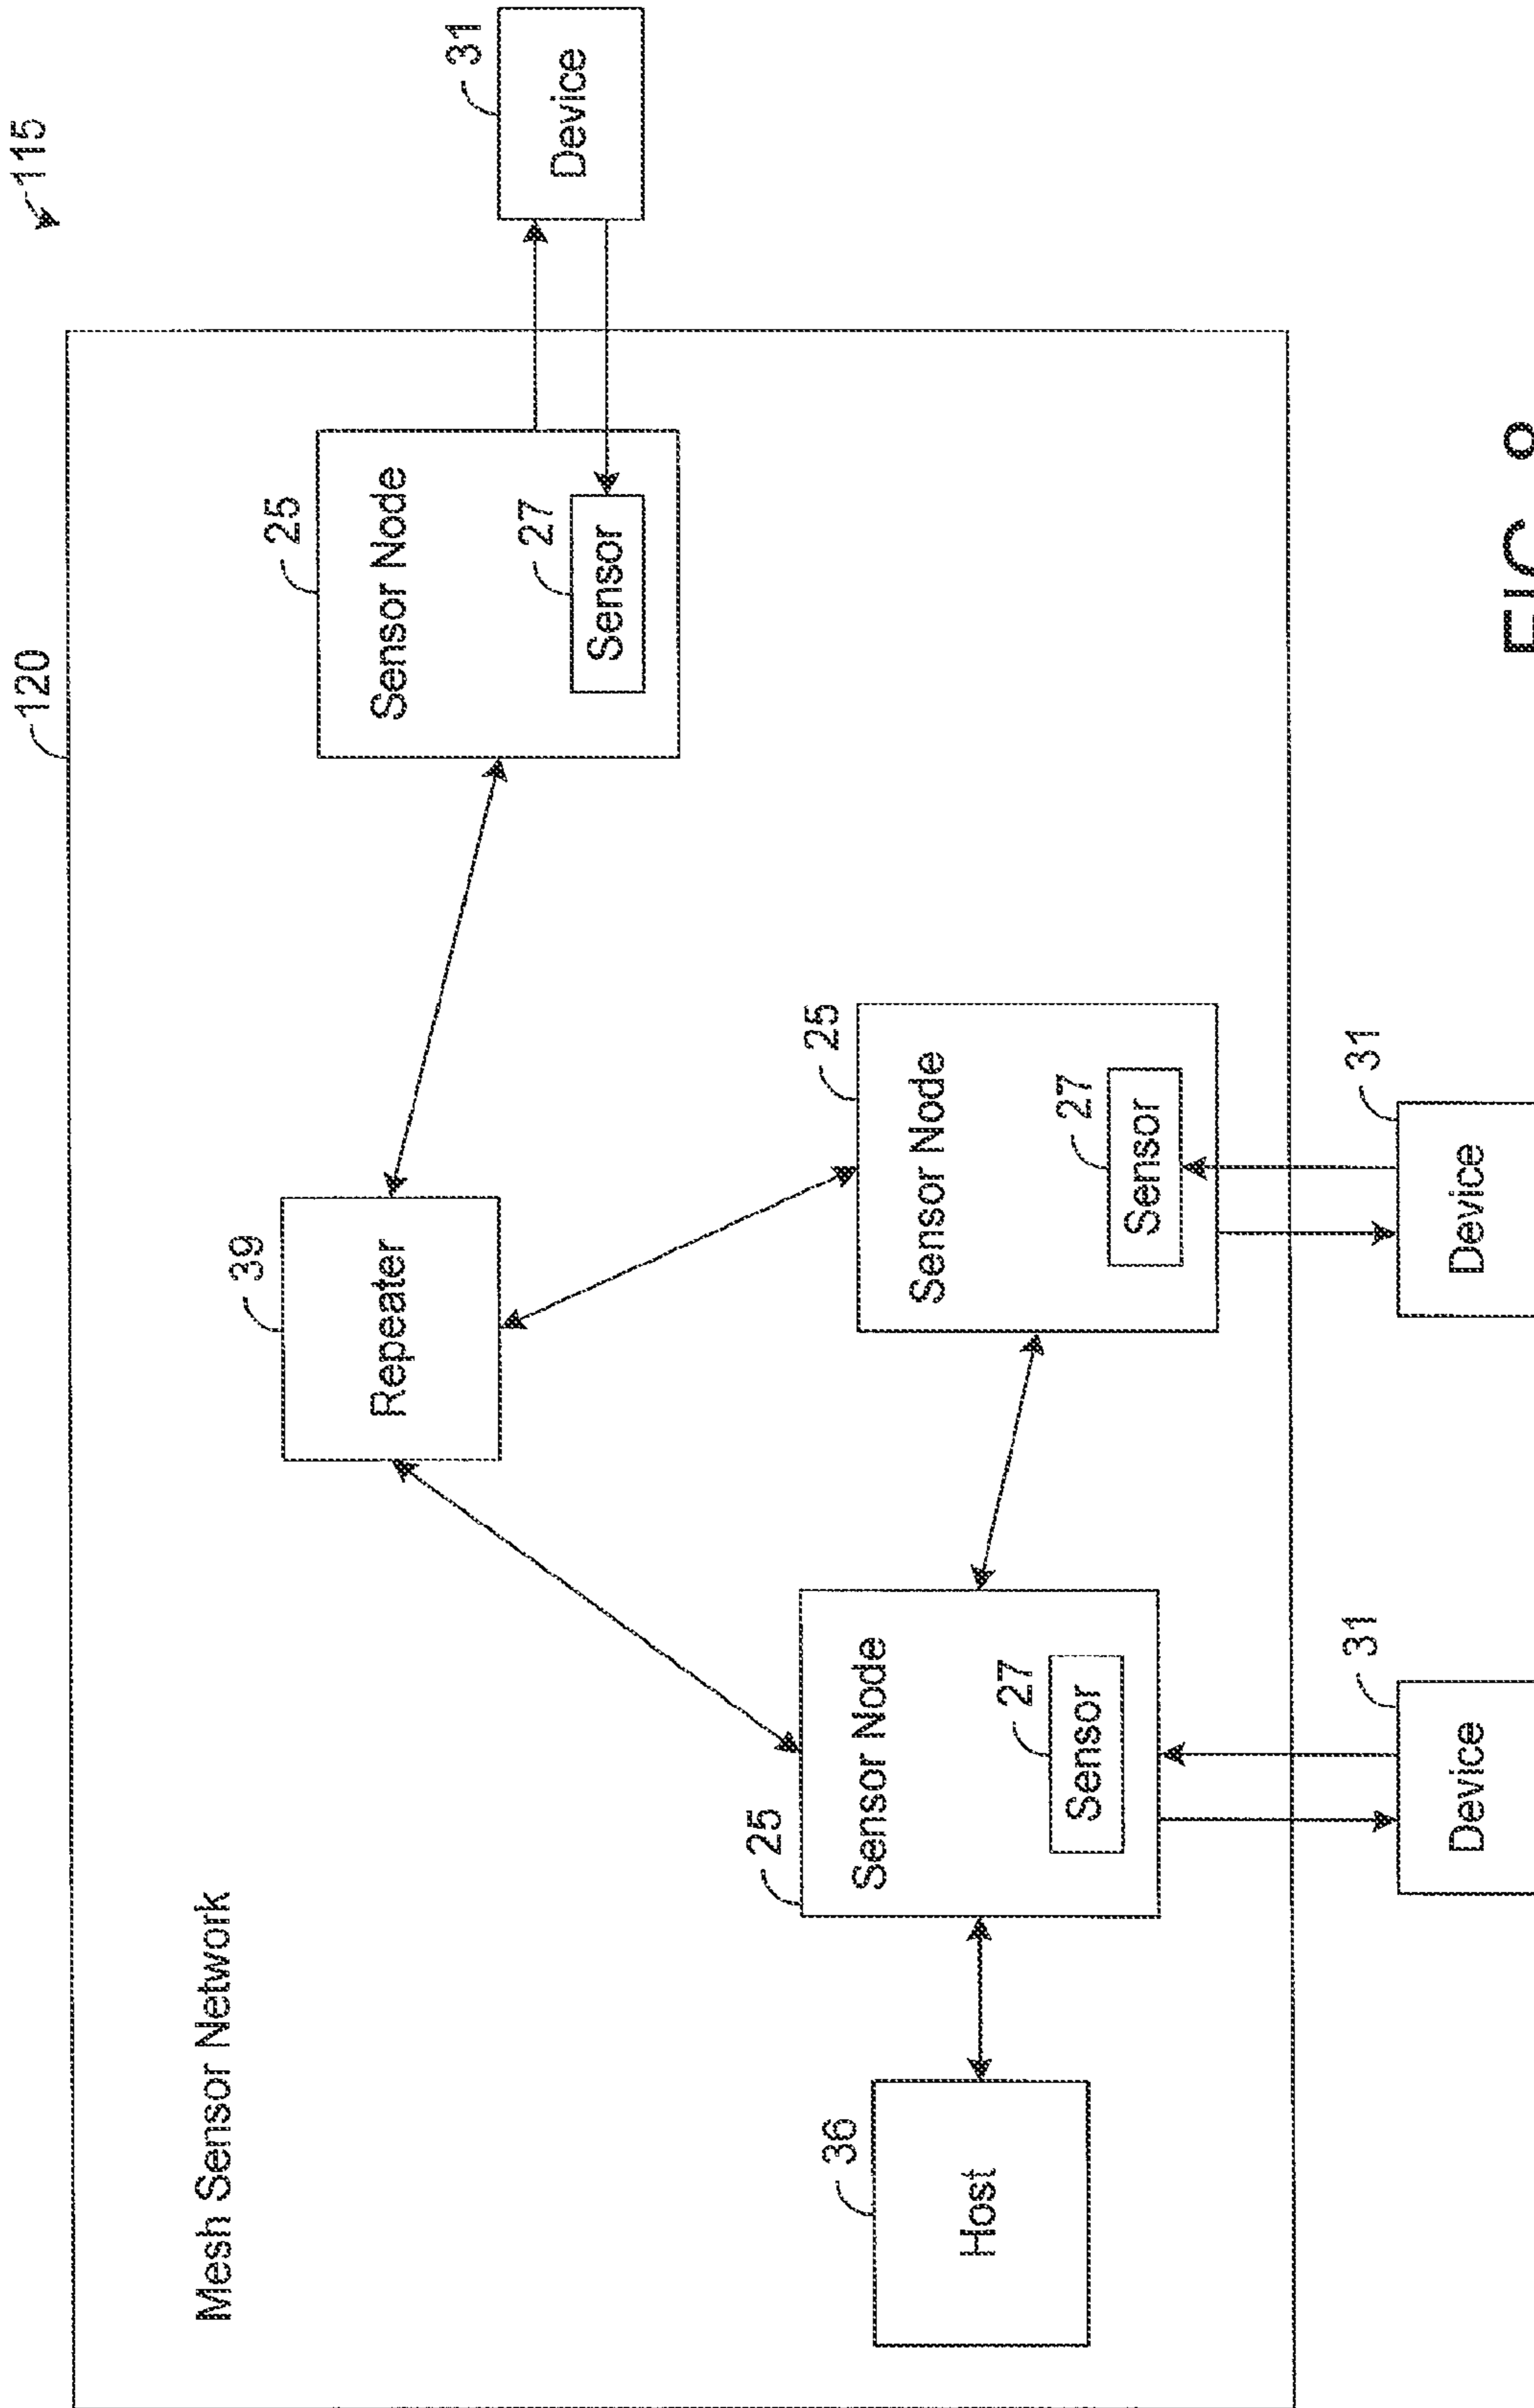 115
120
Mesh Sensor Network
39
Repeater
25
Sensor Node
27
Sensor
31
Device
36
Host
25
Sensor Node
27
Sensor
25
Sensor Node
27
Sensor
31
Device
31
Device